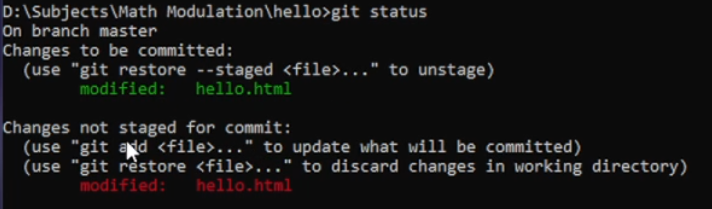 D:\Subjects\Math Modulation\hello>git status
On branch master
Changes to be committed:
  (use "git restore --staged <file>..." to unstage)
        modified:   hello.html

Changes not staged for commit:
  (use "git add <file>..." to update what will be committed)
  (use "git restore <file>..." to discard changes in working directory)
        modified:   hello.html